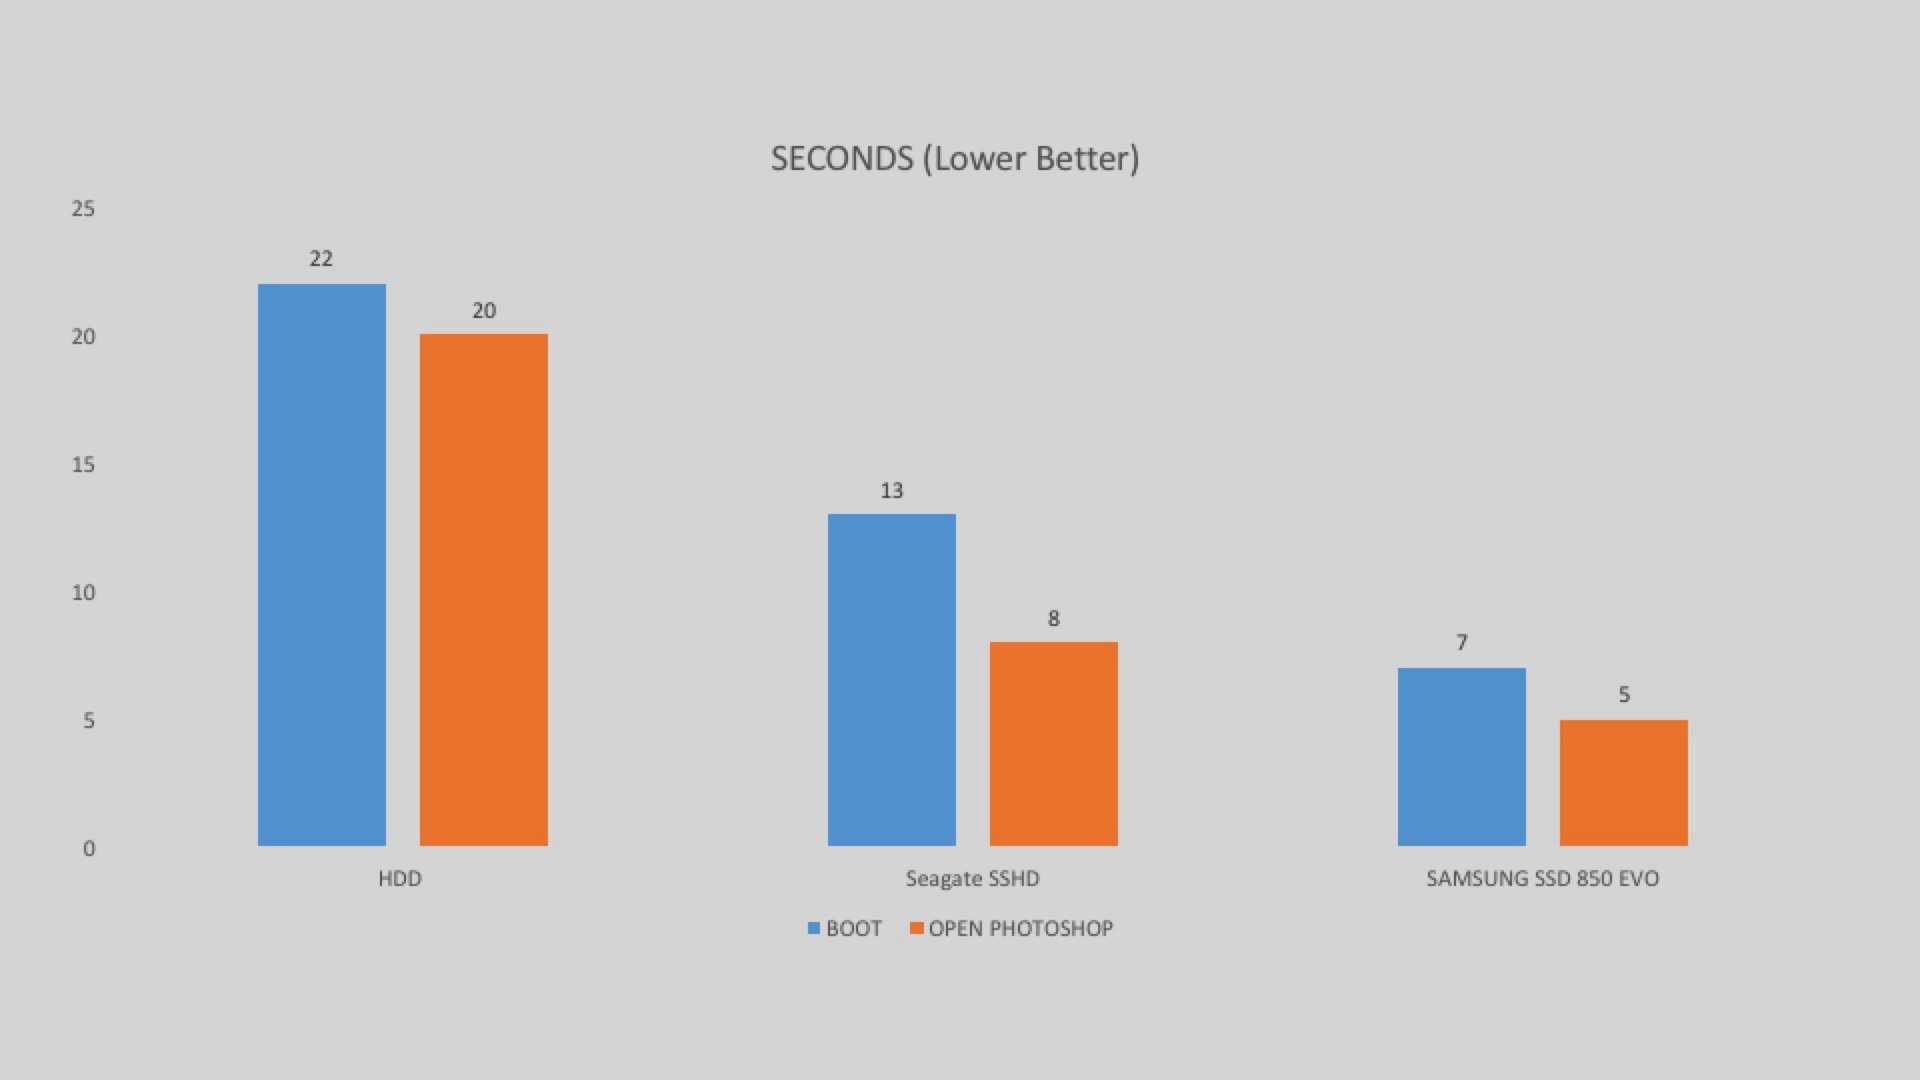 SECONDS (Lower Better)
25
20
15
10
5
0
22
20
13
8
7
5
HDD
Seagate SSHD
SAMSUNG SSD 850 EVO
BOOT
OPEN PHOTOSHOP